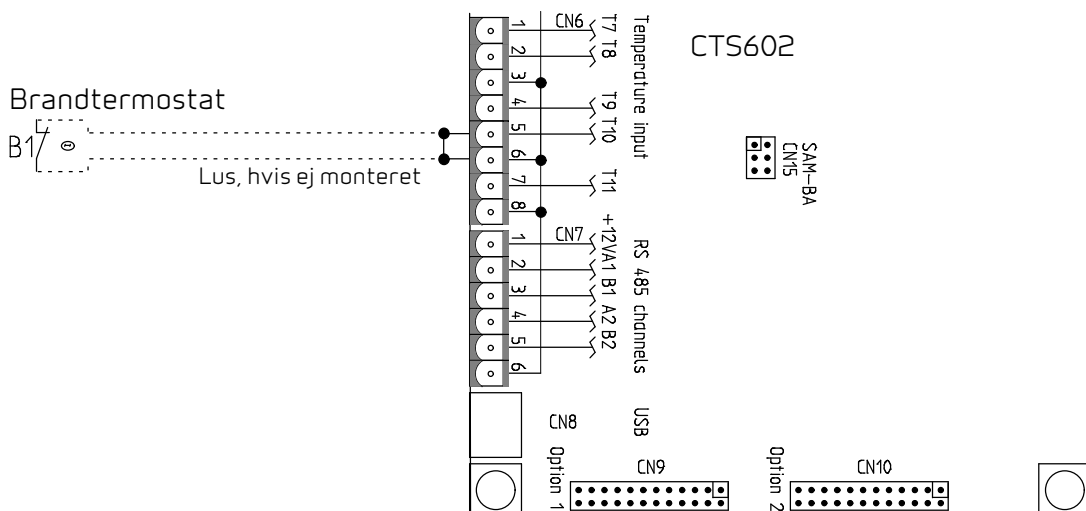 CTS602
Brandtermostat
B1
Lus, hvis ej monteret
CN6
1
2
3
4
5
6
7
8
T7
T8
T9
T10
T11
Temperature input
CN7
1
2
3
4
5
6
+12V
A1
B1
A2
B2
RS 485 channels
SAM-BA
CN15
CN8
USB
Option 1
CN9
Option 2
CN10